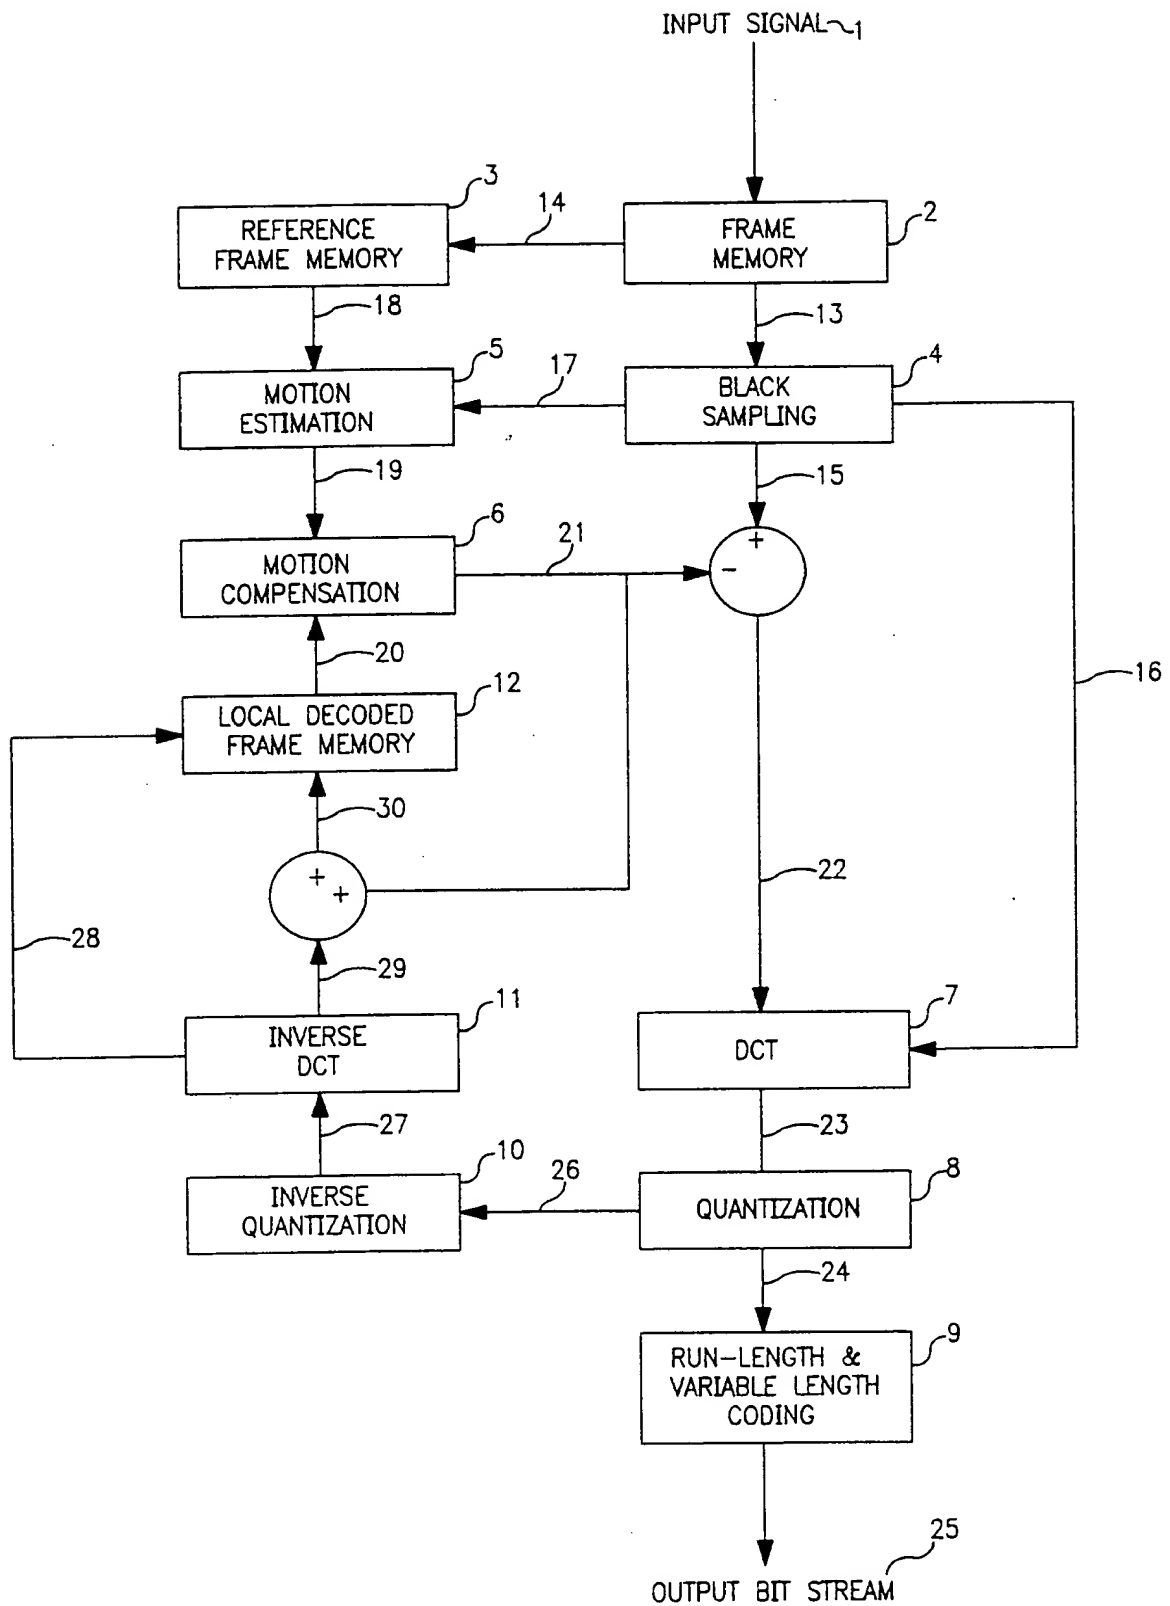 INPUT SIGNAL 1
3
REFERENCE
FRAME MEMORY
14
FRAME
MEMORY
2
18
13
5
MOTION
ESTIMATION
17
BLACK
SAMPLING
4
19
15
6
MOTION
COMPENSATION
21
+
-
20
16
12
LOCAL DECODED
FRAME MEMORY
30
+
+
22
28
29
11
INVERSE
DCT
7
DCT
27
23
10
INVERSE
QUANTIZATION
26
8
QUANTIZATION
24
9
RUN-LENGTH &
VARIABLE LENGTH
CODING
25
OUTPUT BIT STREAM